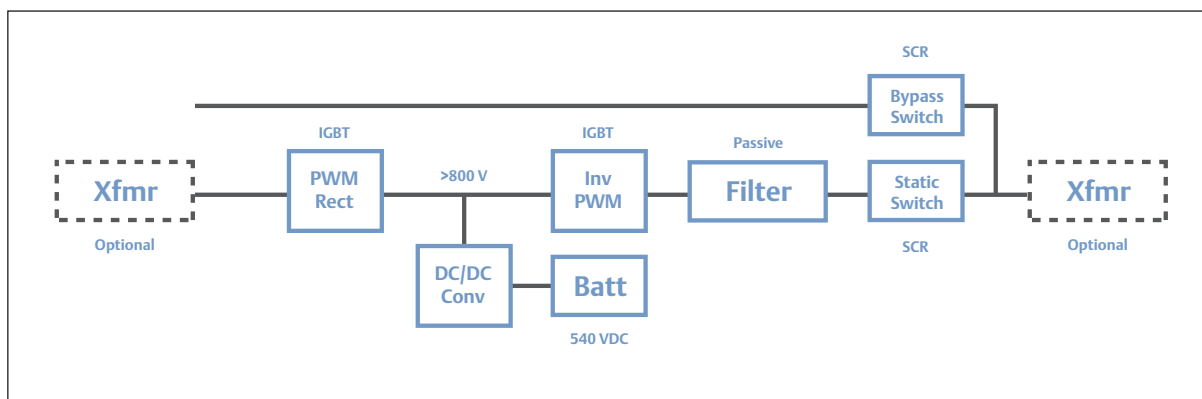 SCR
Bypass
Switch
IGBT
IGBT
Passive
Xfmr
PWM
Rect
>800 V
Inv
PWM
Filter
Static
Switch
Xfmr
Optional
SCR
Optional
DC/DC
Conv
Batt
540 VDC